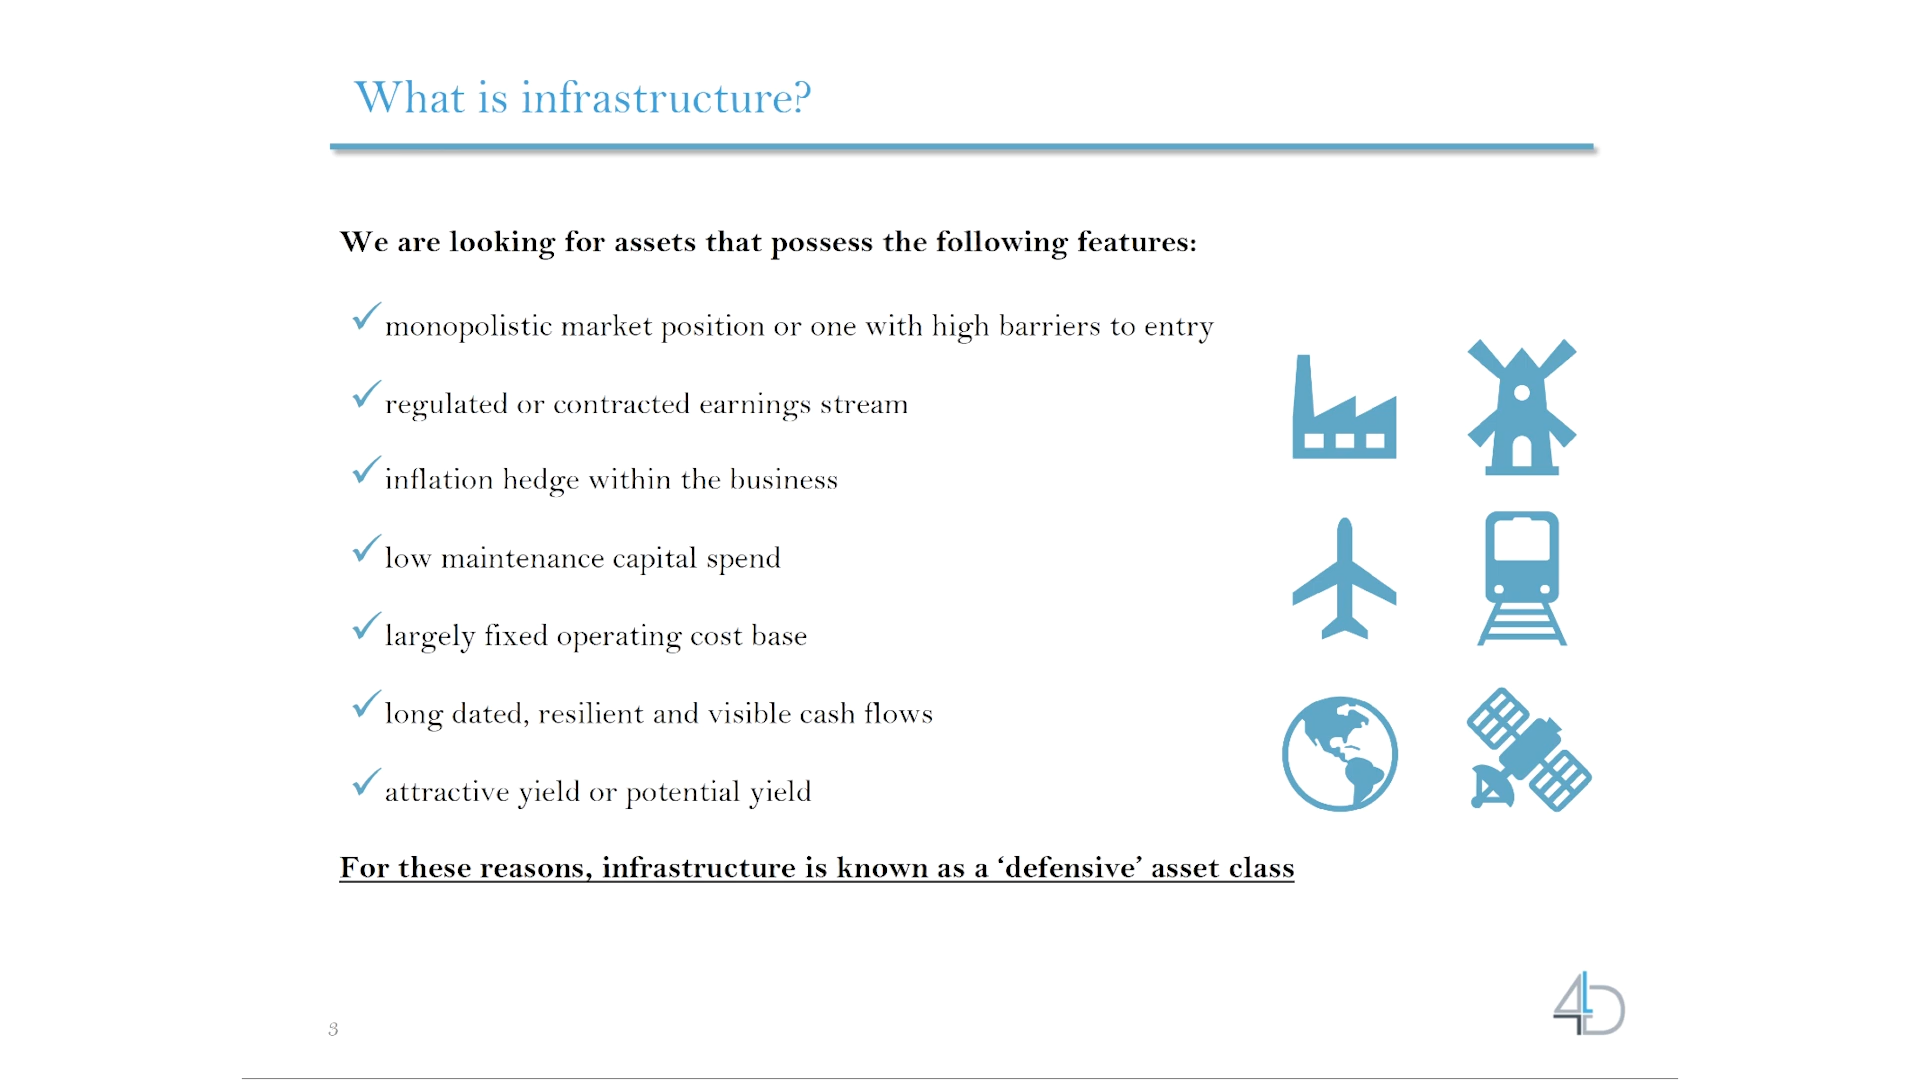 What is infrastructure?
We are looking for assets that possess the following features:
monopolistic market position or one with high barriers to entry
regulated or contracted earnings stream
inflation hedge within the business
low maintenance capital spend
largely fixed operating cost base
long dated, resilient and visible cash flows
attractive yield or potential yield
For these reasons, infrastructure is known as a ‘defensive’ asset class
4D
3